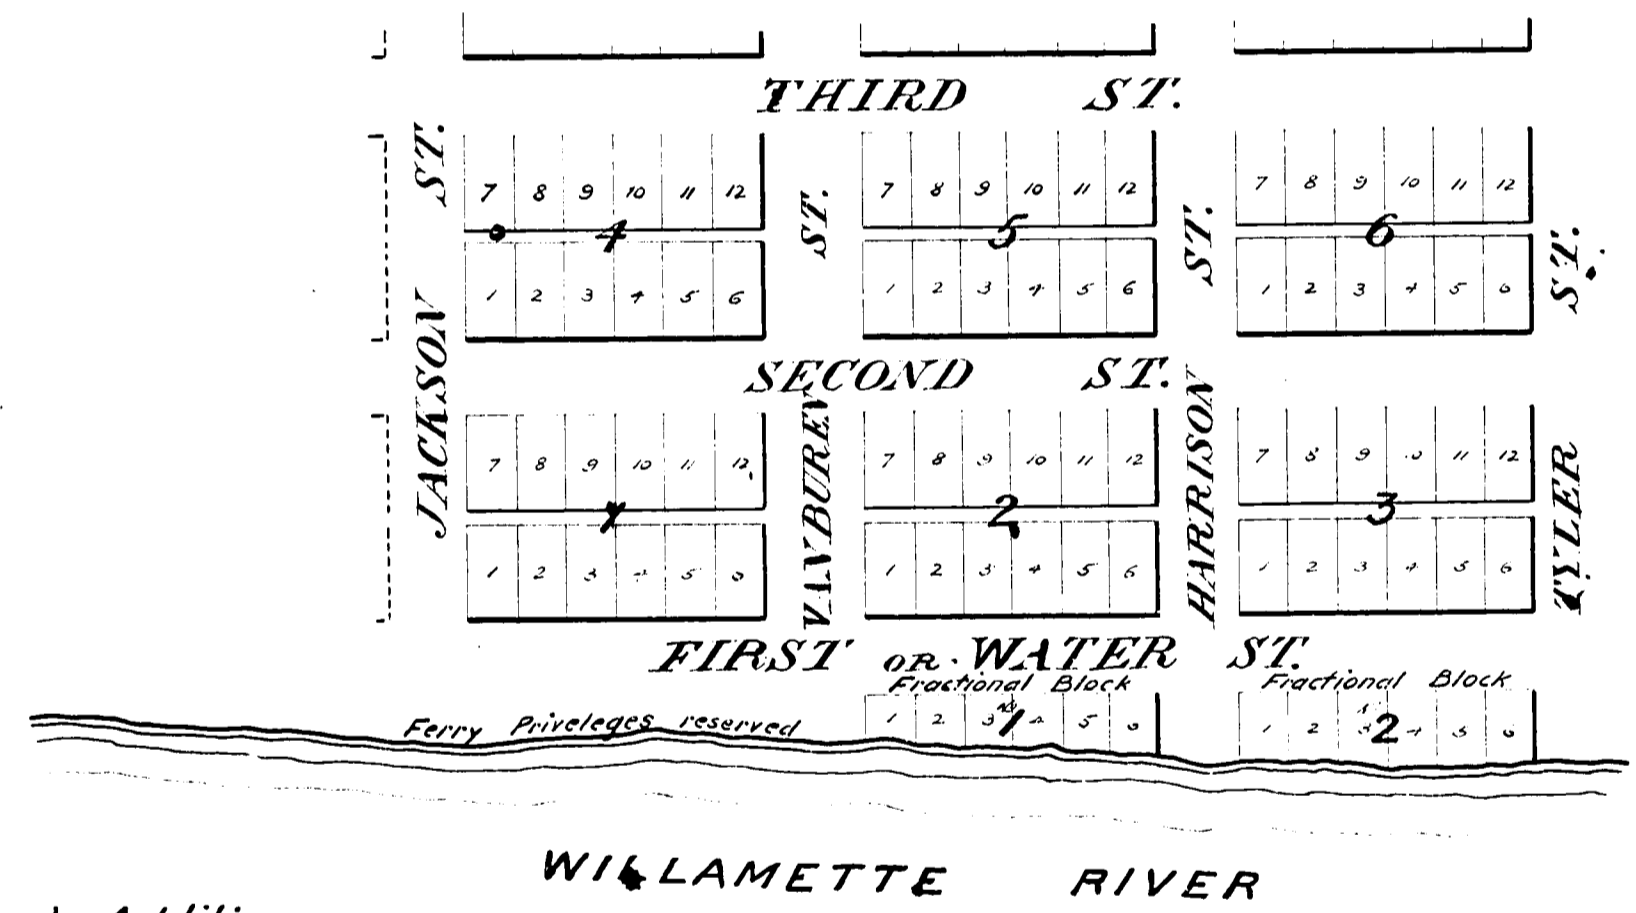 THIRD ST.
JACKSON ST.
7 8 9 10 11 12
4
1 2 3 4 5 6
VAN BUREN ST.
7 8 9 10 11 12
5
1 2 3 4 5 6
HARRISON ST.
7 8 9 10 11 12
6
1 2 3 4 5 6
TYLER ST.
SECOND ST.
7 8 9 10 11 12
1
1 2 3 4 5 6
7 8 9 10 11 12
2
1 2 3 4 5 6
7 8 9 10 11 12
3
1 2 3 4 5 6
FIRST OR WATER ST.
Fractional Block
1 2 3 4 5 6
1
Fractional Block
1 2 3 4 5 6
2
Ferry Priveleges reserved
WILLAMETTE RIVER